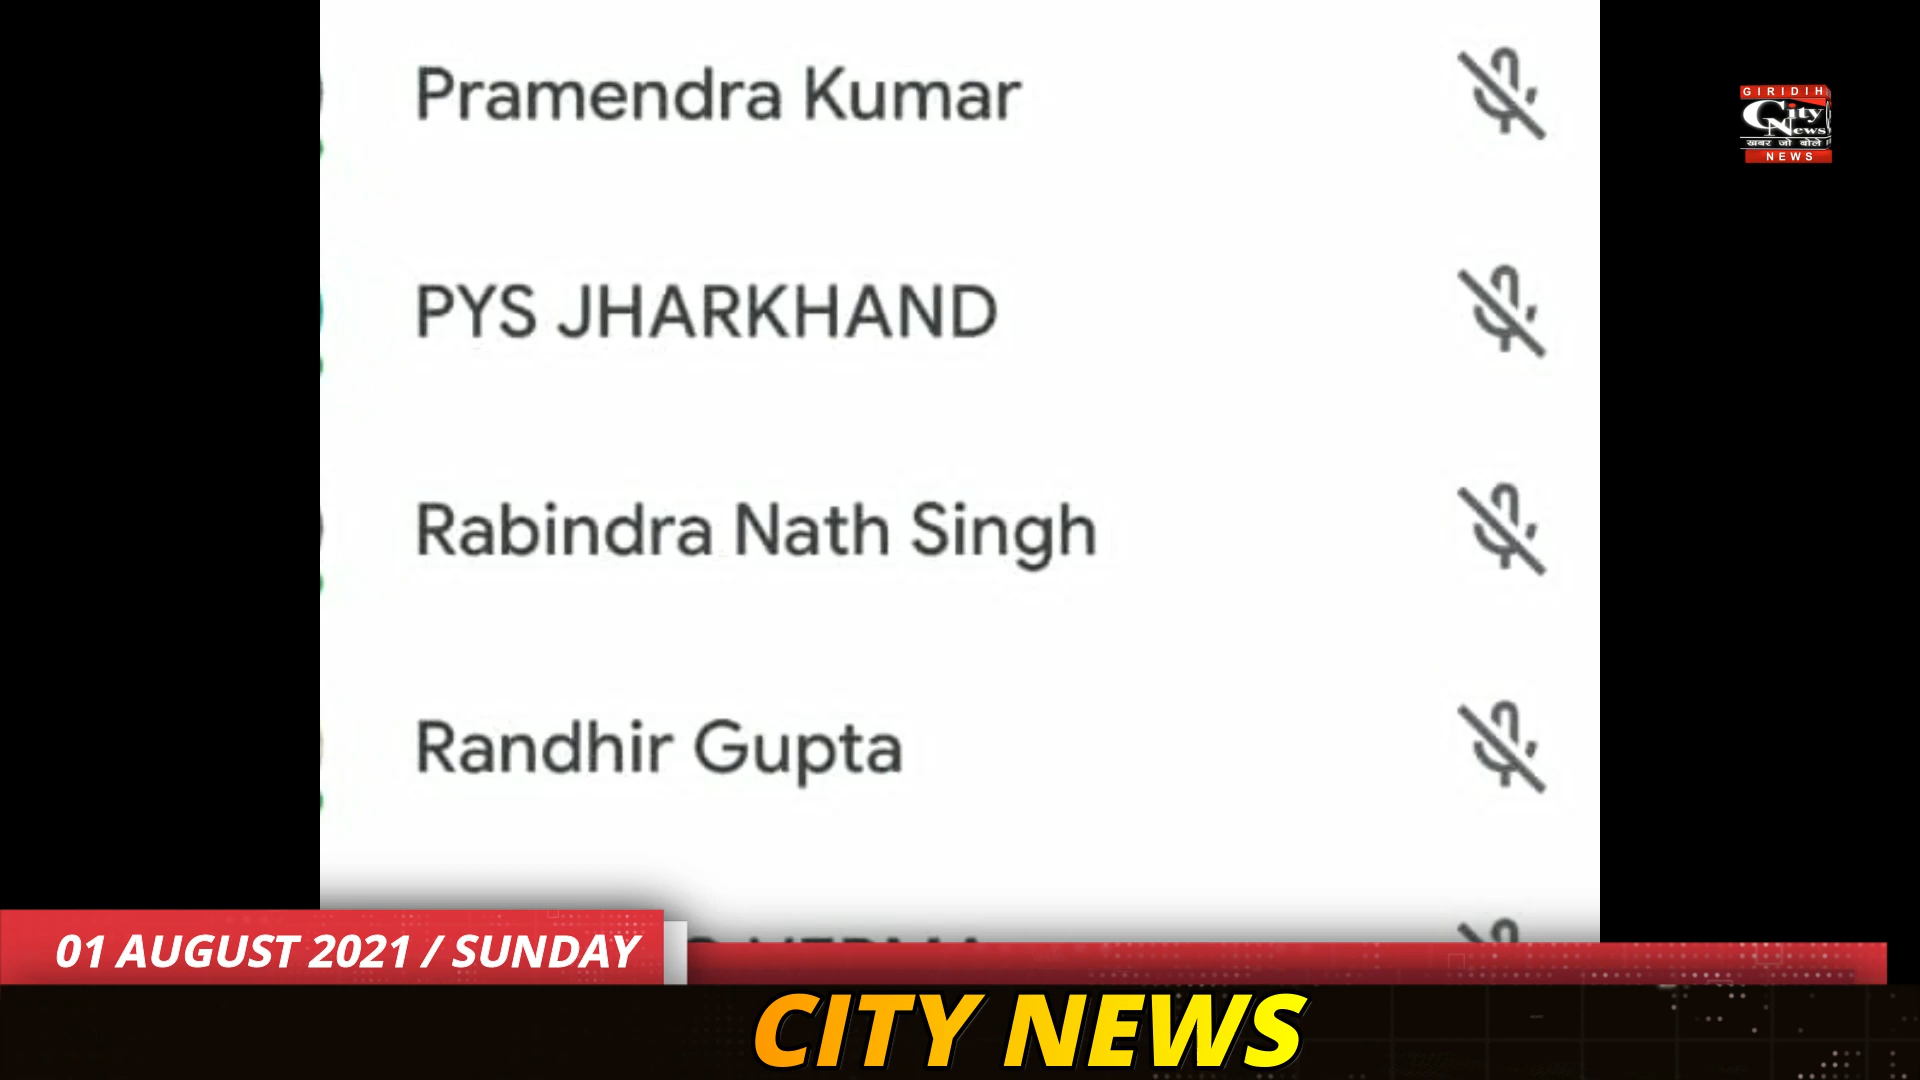 Pramendra Kumar
GIRIDIH
City
News
खबर जो बोले
NEWS
PYS JHARKHAND
Rabindra Nath Singh
Randhir Gupta
01 AUGUST 2021 / SUNDAY
CITY NEWS